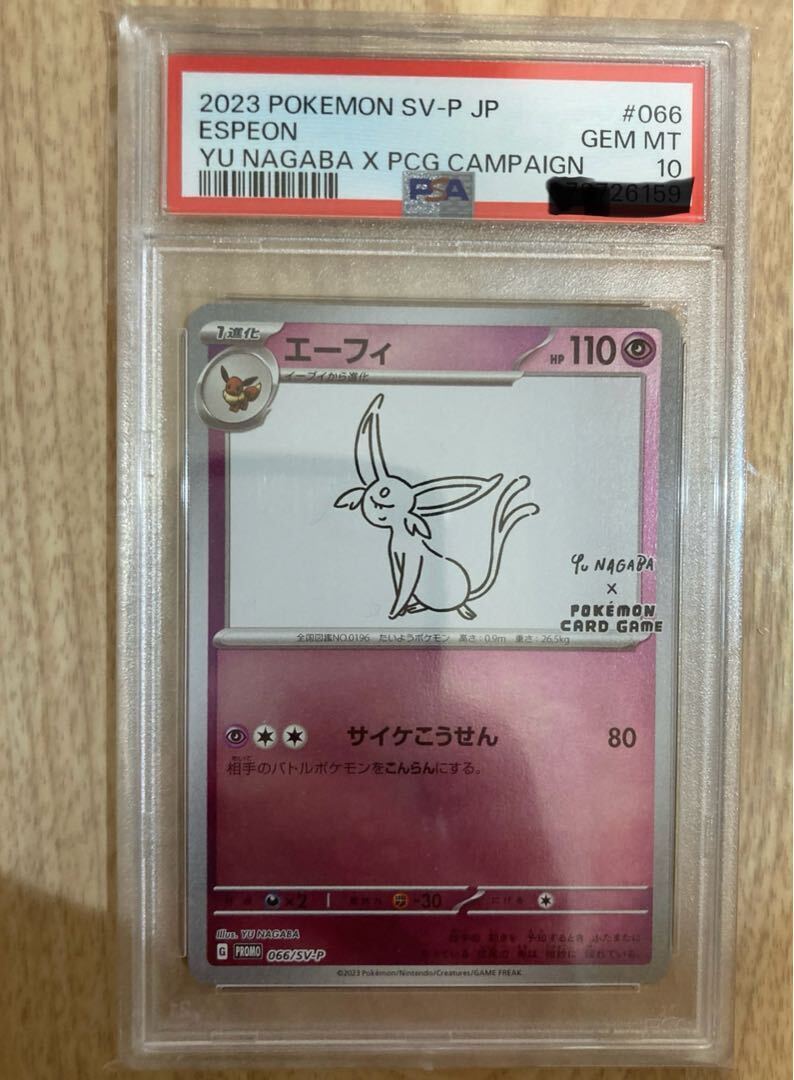 2023 POKEMON SV-P JP #066
ESPEON GEM MT
YU NAGABA X PCG CAMPAIGN 10
PSA
26159
1進化
エーフィ HP 110
イーブイから進化
Yu NAGABA
X
POKÉMON
CARD GAME
全国図鑑NO.0196 たいようポケモン 高さ:0.9m 重さ:26.5kg
サイケこうせん 80
相手のバトルポケモンをこんらんにする。
×2 -30 にげる
Illus. YU NAGABA
G PROMO 066/SV-P
©2023 Pokémon/Nintendo/Creatures/GAME FREAK